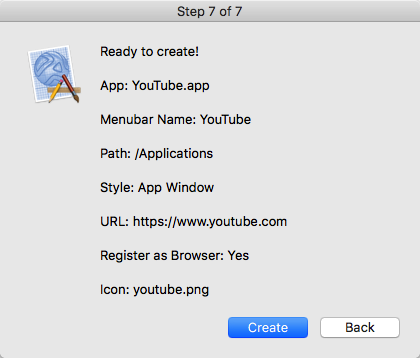 Step 7 of 7
Ready to create!
App: YouTube.app
Menubar Name: YouTube
Path: /Applications
Style: App Window
URL: https://www.youtube.com
Register as Browser: Yes
Icon: youtube.png
Create
Back